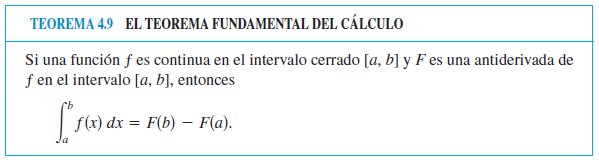 TEOREMA 4.9 EL TEOREMA FUNDAMENTAL DEL CÁLCULO
Si una función f es continua en el intervalo cerrado [a, b] y F es una antiderivada de
f en el intervalo [a, b], entonces
∫_a^b f(x) dx = F(b) − F(a).